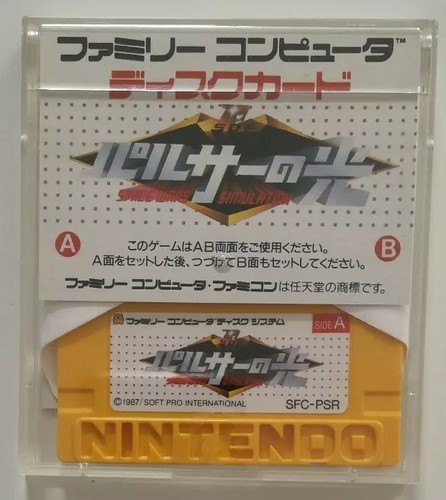 ファミリー コンピュータ™
ディスクカード
パルサーの光
SPACE WARS SIMULATION
A
B
このゲームはAB両面をご使用ください。
A面をセットした後、つづけてB面もセットしてください。
ファミリー コンピュータ・ファミコンは任天堂の商標です。
ファミリー コンピュータ ディスク システム
SIDE A
パルサーの光
©1987/ SOFT PRO INTERNATIONAL
SFC-PSR
NINTENDO